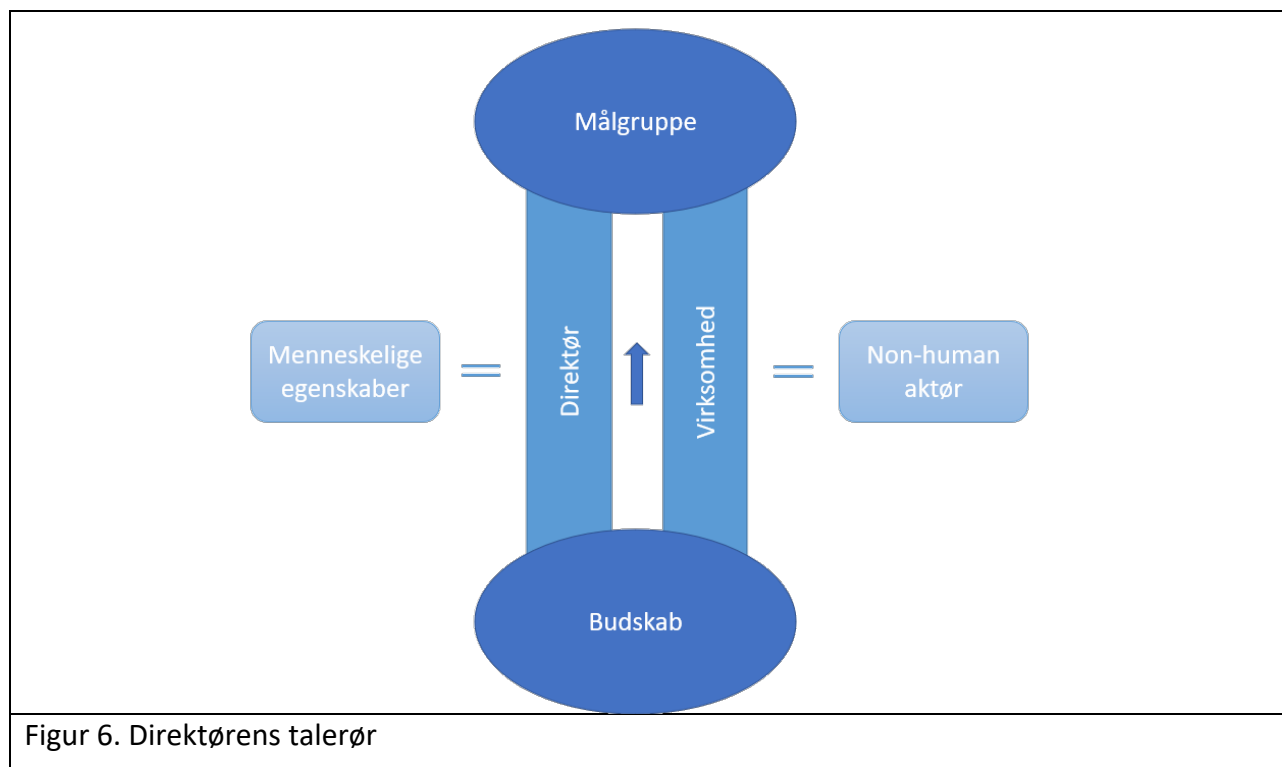 Målgruppe
Menneskelige
egenskaber
Direktør
Virksomhed
Non-human
aktør
Budskab
Figur 6. Direktørens talerør